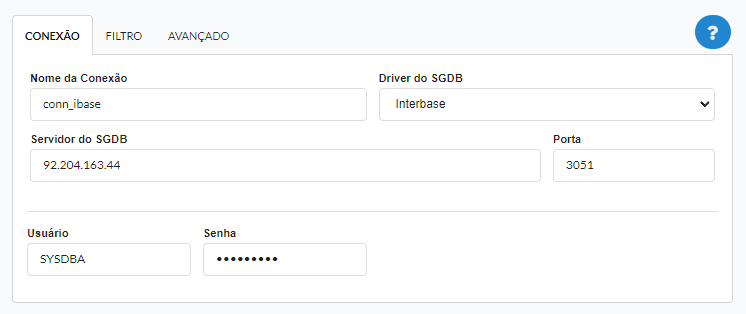 CONEXÃO FILTRO AVANÇADO ?
Nome da Conexão Driver do SGDB
conn_ibase Interbase
Servidor do SGDB Porta
92.204.163.44 3051
Usuário Senha
SYSDBA •••••••••